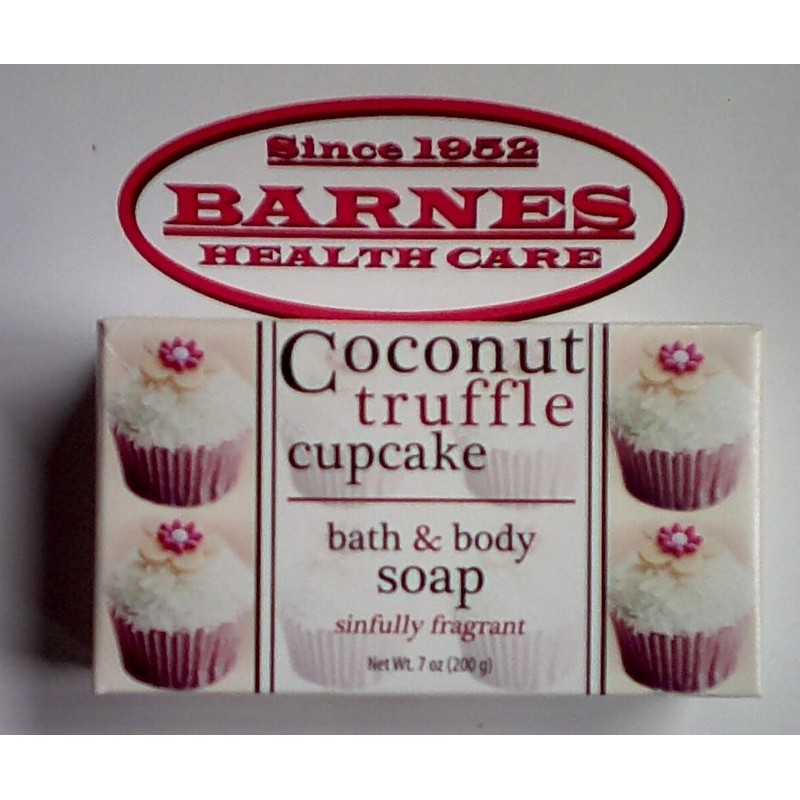 Since 1952
BARNES
HEALTH CARE
Coconut
truffle
cupcake
bath & body
soap
sinfully fragrant
Net Wt. 7 oz (200 g)